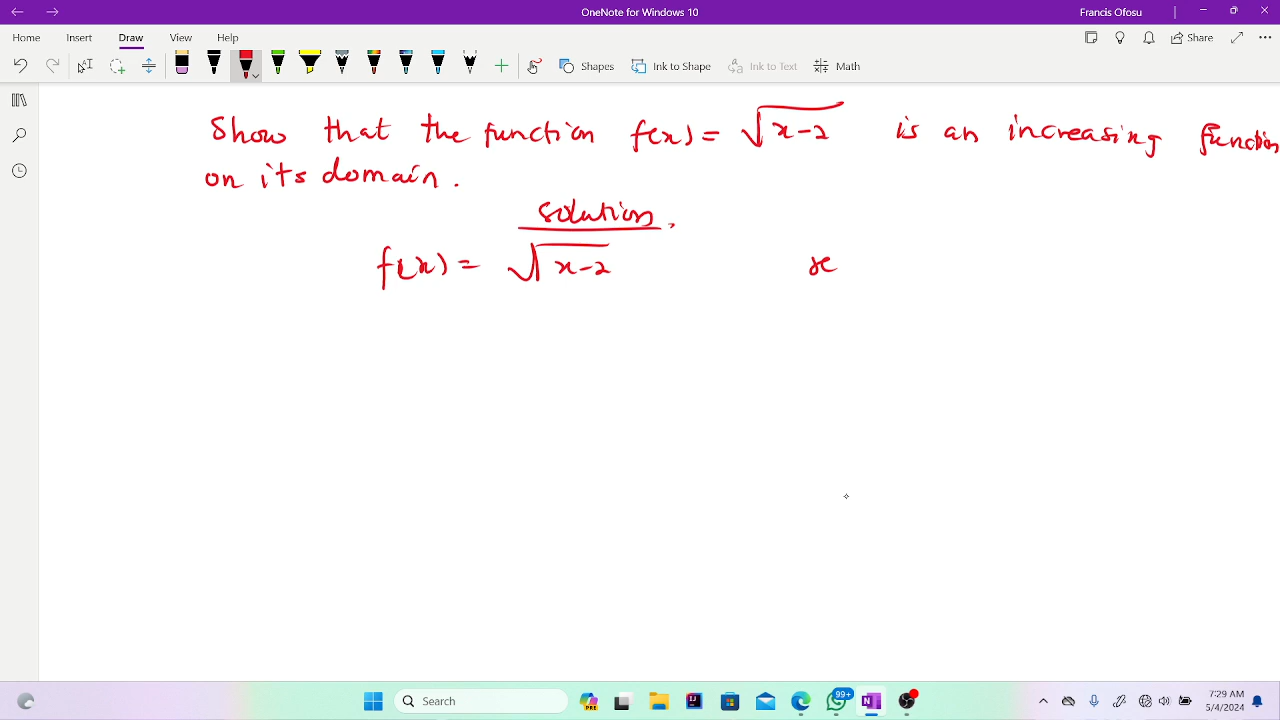 OneNote for Windows 10
Francis Ofosu
Home Insert Draw View Help
Share
Shapes Ink to Shape Ink to Text Math
Show that the function f(x) = √x-2 is an increasing function
on its domain.
solution.
f(x) = √x-2 x
Search
PRE
99+
7:29 AM
5/4/2024